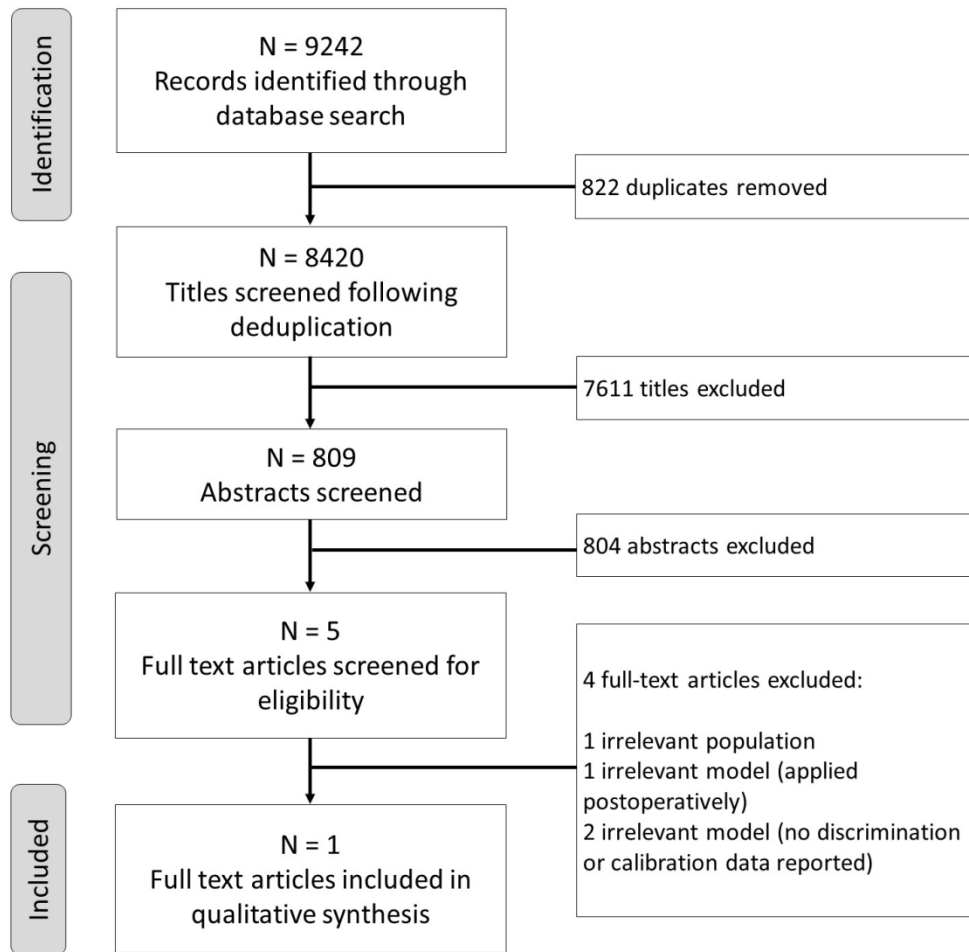 Identification
N = 9242
Records identified through
database search
822 duplicates removed
Screening
N = 8420
Titles screened following
deduplication
7611 titles excluded
N = 809
Abstracts screened
804 abstracts excluded
N = 5
Full text articles screened for
eligibility
4 full-text articles excluded:
1 irrelevant population
1 irrelevant model (applied
postoperatively)
2 irrelevant model (no discrimination
or calibration data reported)
Included
N = 1
Full text articles included in
qualitative synthesis